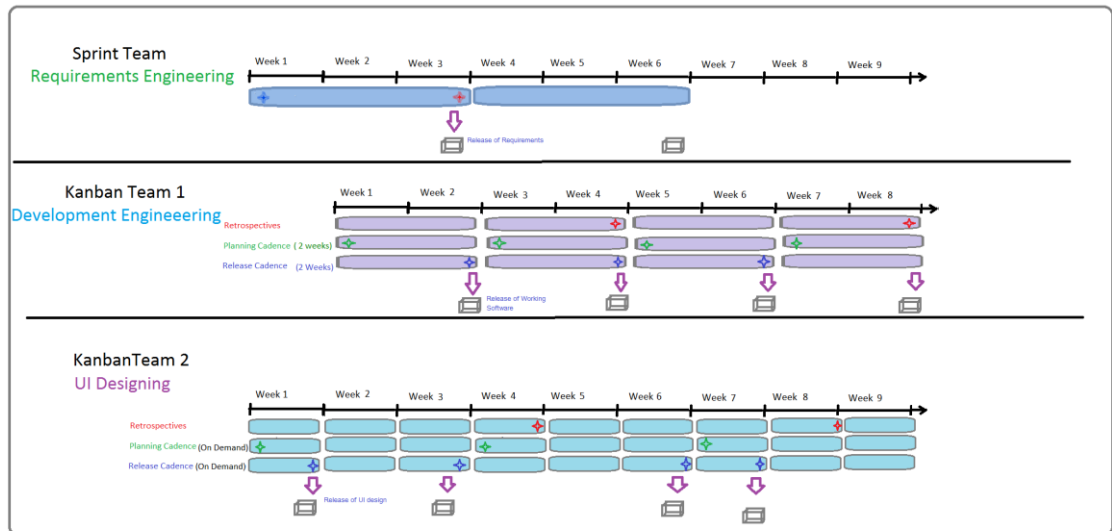 Sprint Team
Requirements Engineering
Week 1 Week 2 Week 3 Week 4 Week 5 Week 6 Week 7 Week 8 Week 9
Release of Requirements
Kanban Team 1
Development Engineeering
Week 1 Week 2 Week 3 Week 4 Week 5 Week 6 Week 7 Week 8
Retrospectives
Planning Cadence ( 2 weeks)
Release Cadence (2 Weeks)
Release of Working
Software
KanbanTeam 2
UI Designing
Week 1 Week 2 Week 3 Week 4 Week 5 Week 6 Week 7 Week 8 Week 9
Retrospectives
Planning Cadence (On Demand)
Release Cadence (On Demand)
Release of UI design